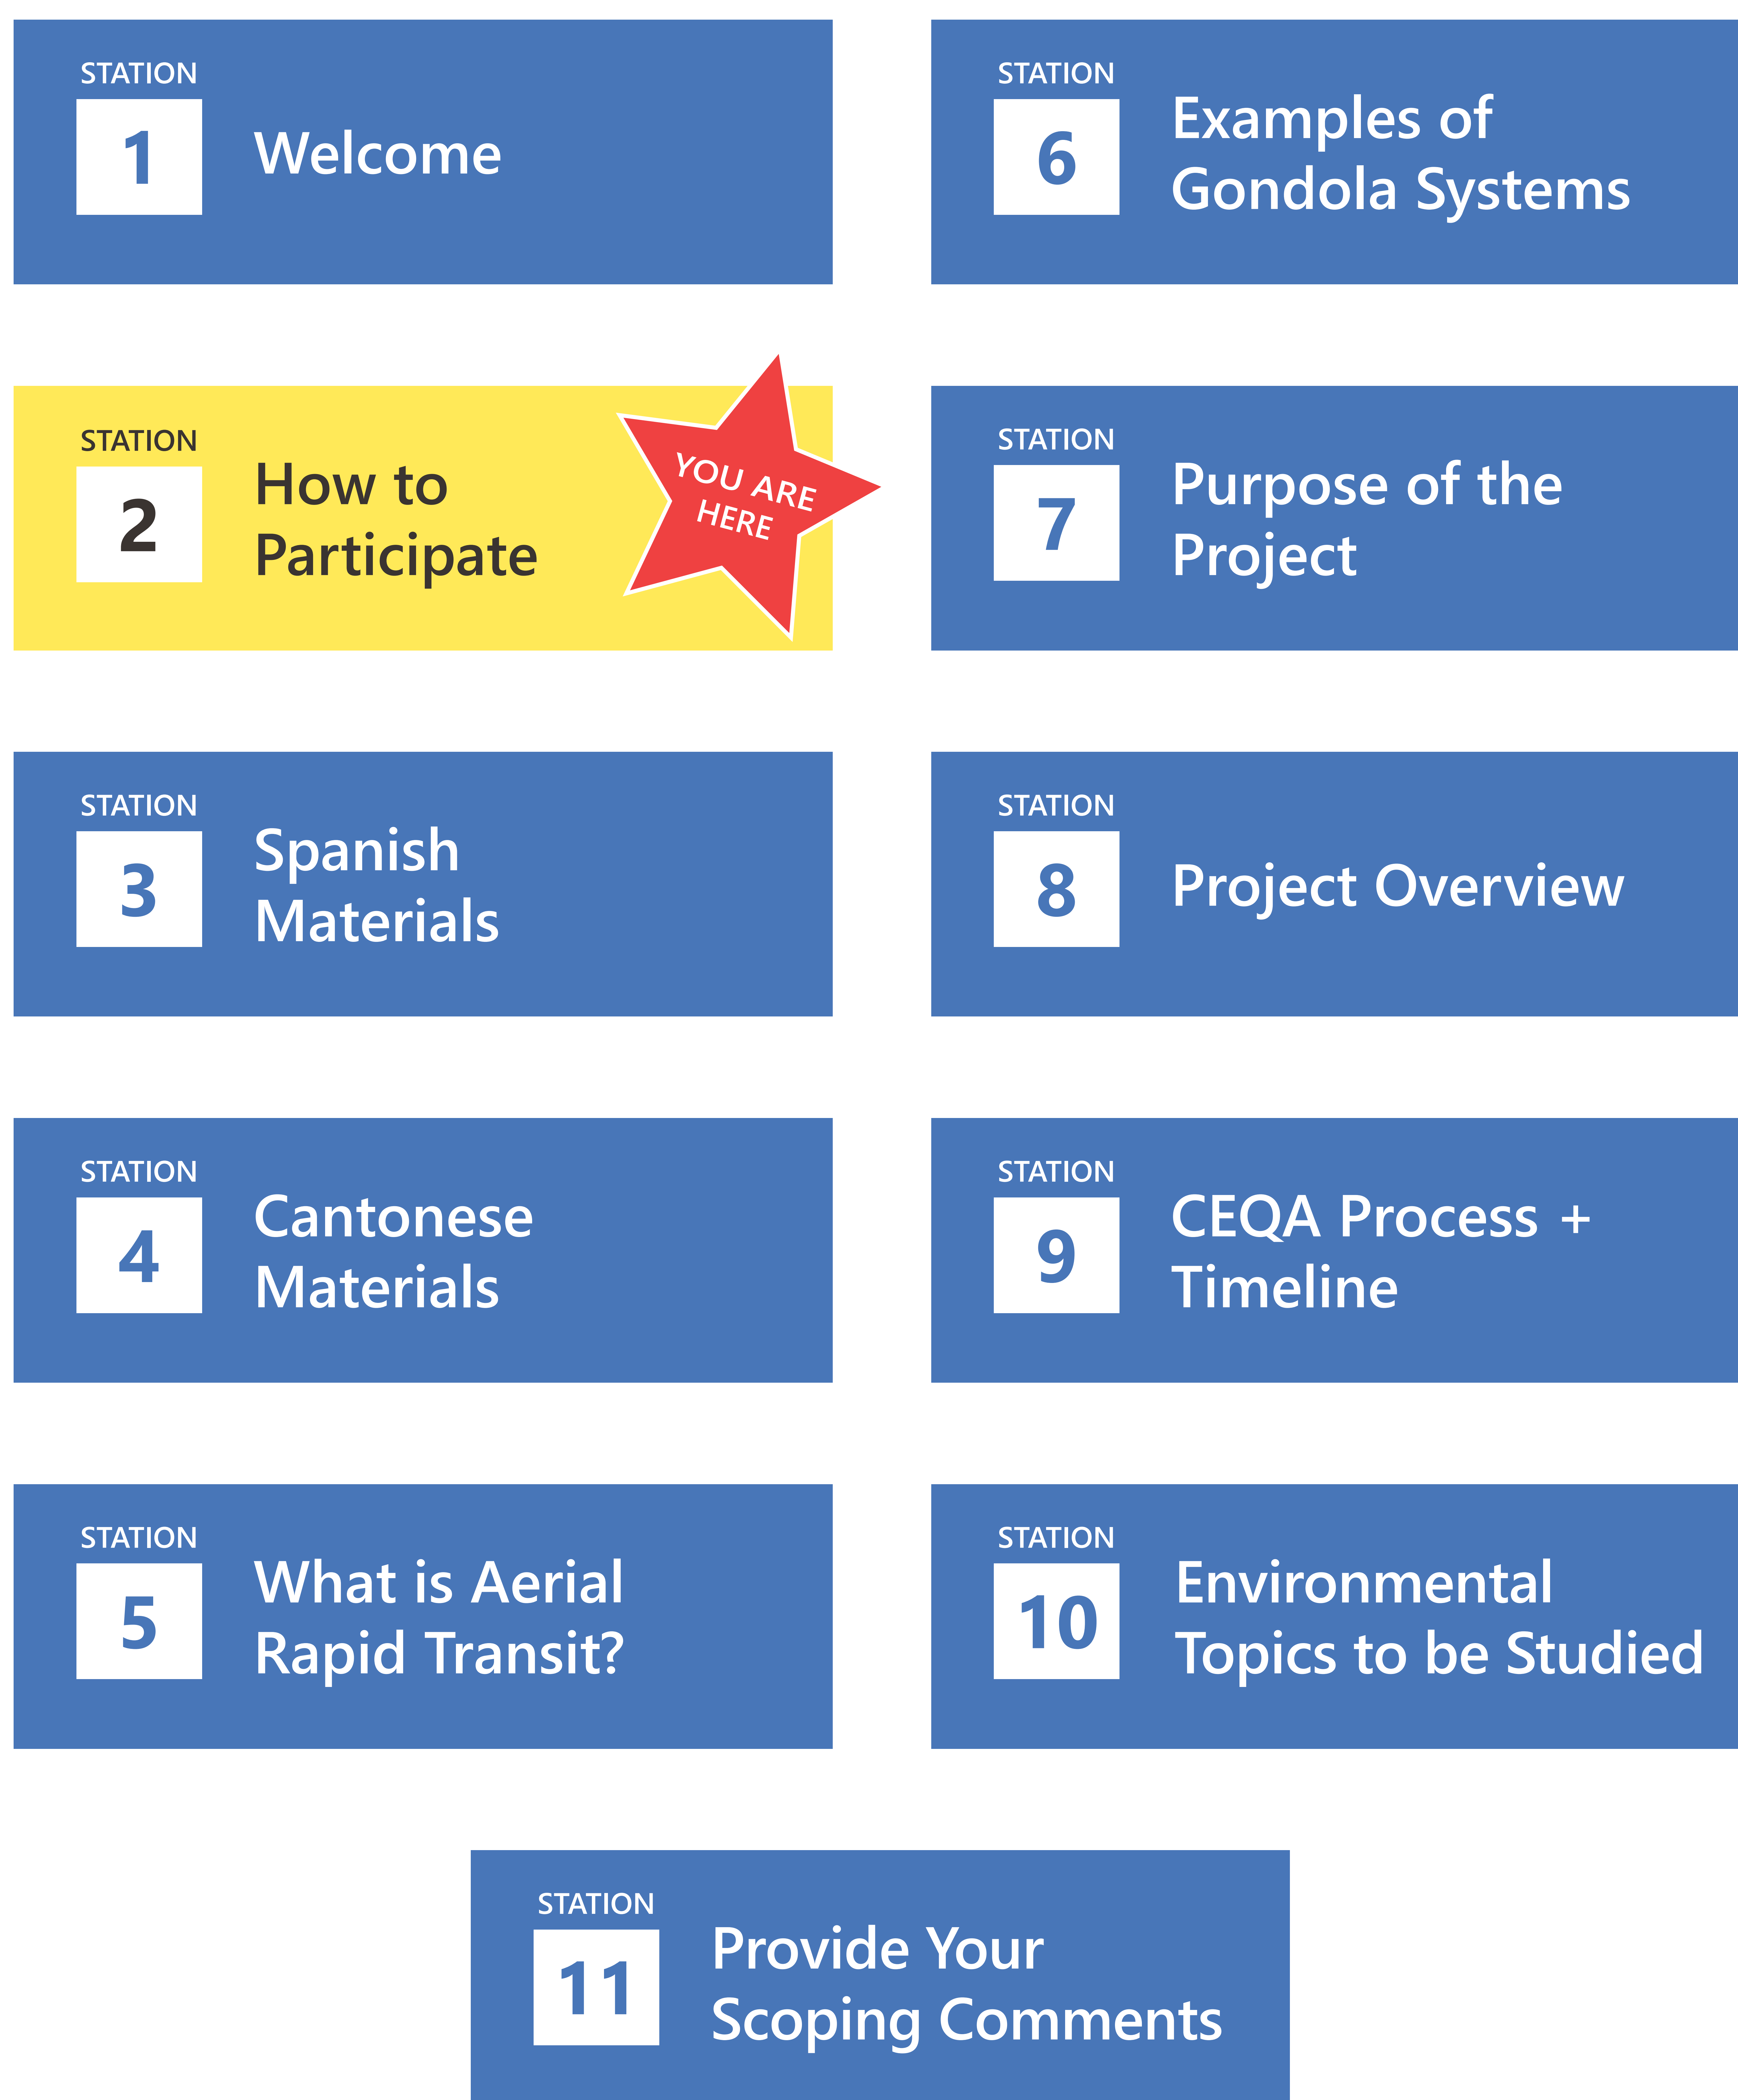 STATION
1
Welcome
STATION
2
How to
Participate
YOU ARE
HERE
STATION
3
Spanish
Materials
STATION
4
Cantonese
Materials
STATION
5
What is Aerial
Rapid Transit?
STATION
6
Examples of
Gondola Systems
STATION
7
Purpose of the
Project
STATION
8
Project Overview
STATION
9
CEQA Process +
Timeline
STATION
10
Environmental
Topics to be Studied
STATION
11
Provide Your
Scoping Comments